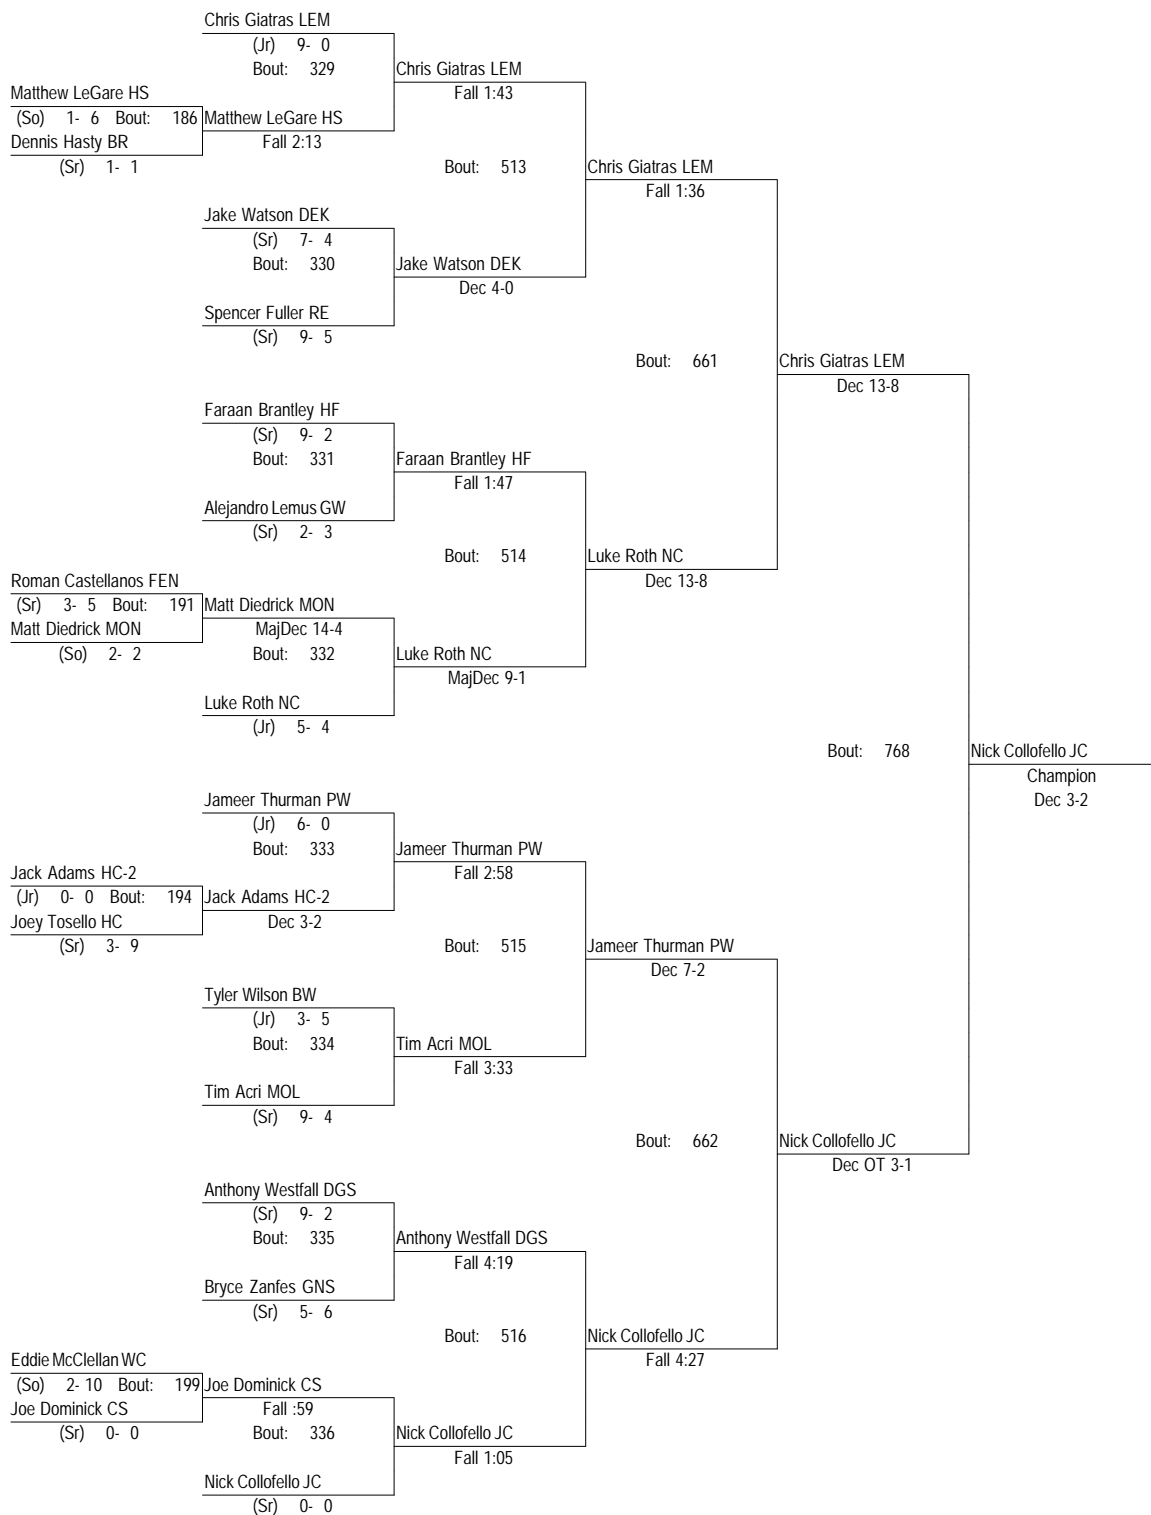 Chris Giatras LEM
(Jr) 9- 0
Bout: 329
Chris Giatras LEM
Fall 1:43
Matthew LeGare HS
(So) 1- 6 Bout: 186
Matthew LeGare HS
Dennis Hasty BR
Fall 2:13
(Sr) 1- 1
Bout: 513
Chris Giatras LEM
Fall 1:36
Jake Watson DEK
(Sr) 7- 4
Bout: 330
Jake Watson DEK
Dec 4-0
Spencer Fuller RE
(Sr) 9- 5
Bout: 661
Chris Giatras LEM
Dec 13-8
Faraan Brantley HF
(Sr) 9- 2
Bout: 331
Faraan Brantley HF
Fall 1:47
Alejandro Lemus GW
(Sr) 2- 3
Bout: 514
Luke Roth NC
Dec 13-8
Roman Castellanos FEN
(Sr) 3- 5 Bout: 191
Matt Diedrick MON
Matt Diedrick MON
MajDec 14-4
(So) 2- 2
Bout: 332
Luke Roth NC
MajDec 9-1
Luke Roth NC
(Jr) 5- 4
Bout: 768
Nick Collofello JC
Champion
Dec 3-2
Jameer Thurman PW
(Jr) 6- 0
Bout: 333
Jameer Thurman PW
Fall 2:58
Jack Adams HC-2
(Jr) 0- 0 Bout: 194
Jack Adams HC-2
Joey Tosello HC
Dec 3-2
(Sr) 3- 9
Bout: 515
Jameer Thurman PW
Dec 7-2
Tyler Wilson BW
(Jr) 3- 5
Bout: 334
Tim Acri MOL
Fall 3:33
Tim Acri MOL
(Sr) 9- 4
Bout: 662
Nick Collofello JC
Dec OT 3-1
Anthony Westfall DGS
(Sr) 9- 2
Bout: 335
Anthony Westfall DGS
Fall 4:19
Bryce Zanfes GNS
(Sr) 5- 6
Bout: 516
Nick Collofello JC
Fall 4:27
Eddie McClellan WC
(So) 2- 10 Bout: 199
Joe Dominick CS
Joe Dominick CS
Fall :59
(Sr) 0- 0
Bout: 336
Nick Collofello JC
Fall 1:05
Nick Collofello JC
(Sr) 0- 0